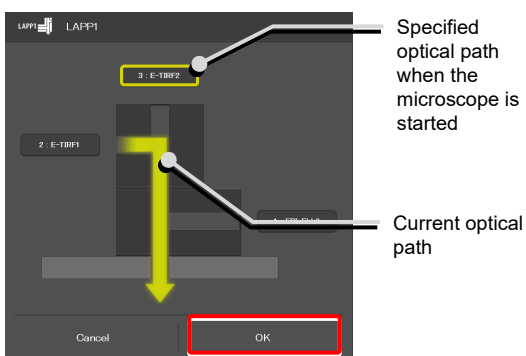 LAPP1 LAPP1
3 : E-TIRF2
2 : E-TIRF1
Cancel
OK
Specified
optical path
when the
microscope is
started
Current optical
path